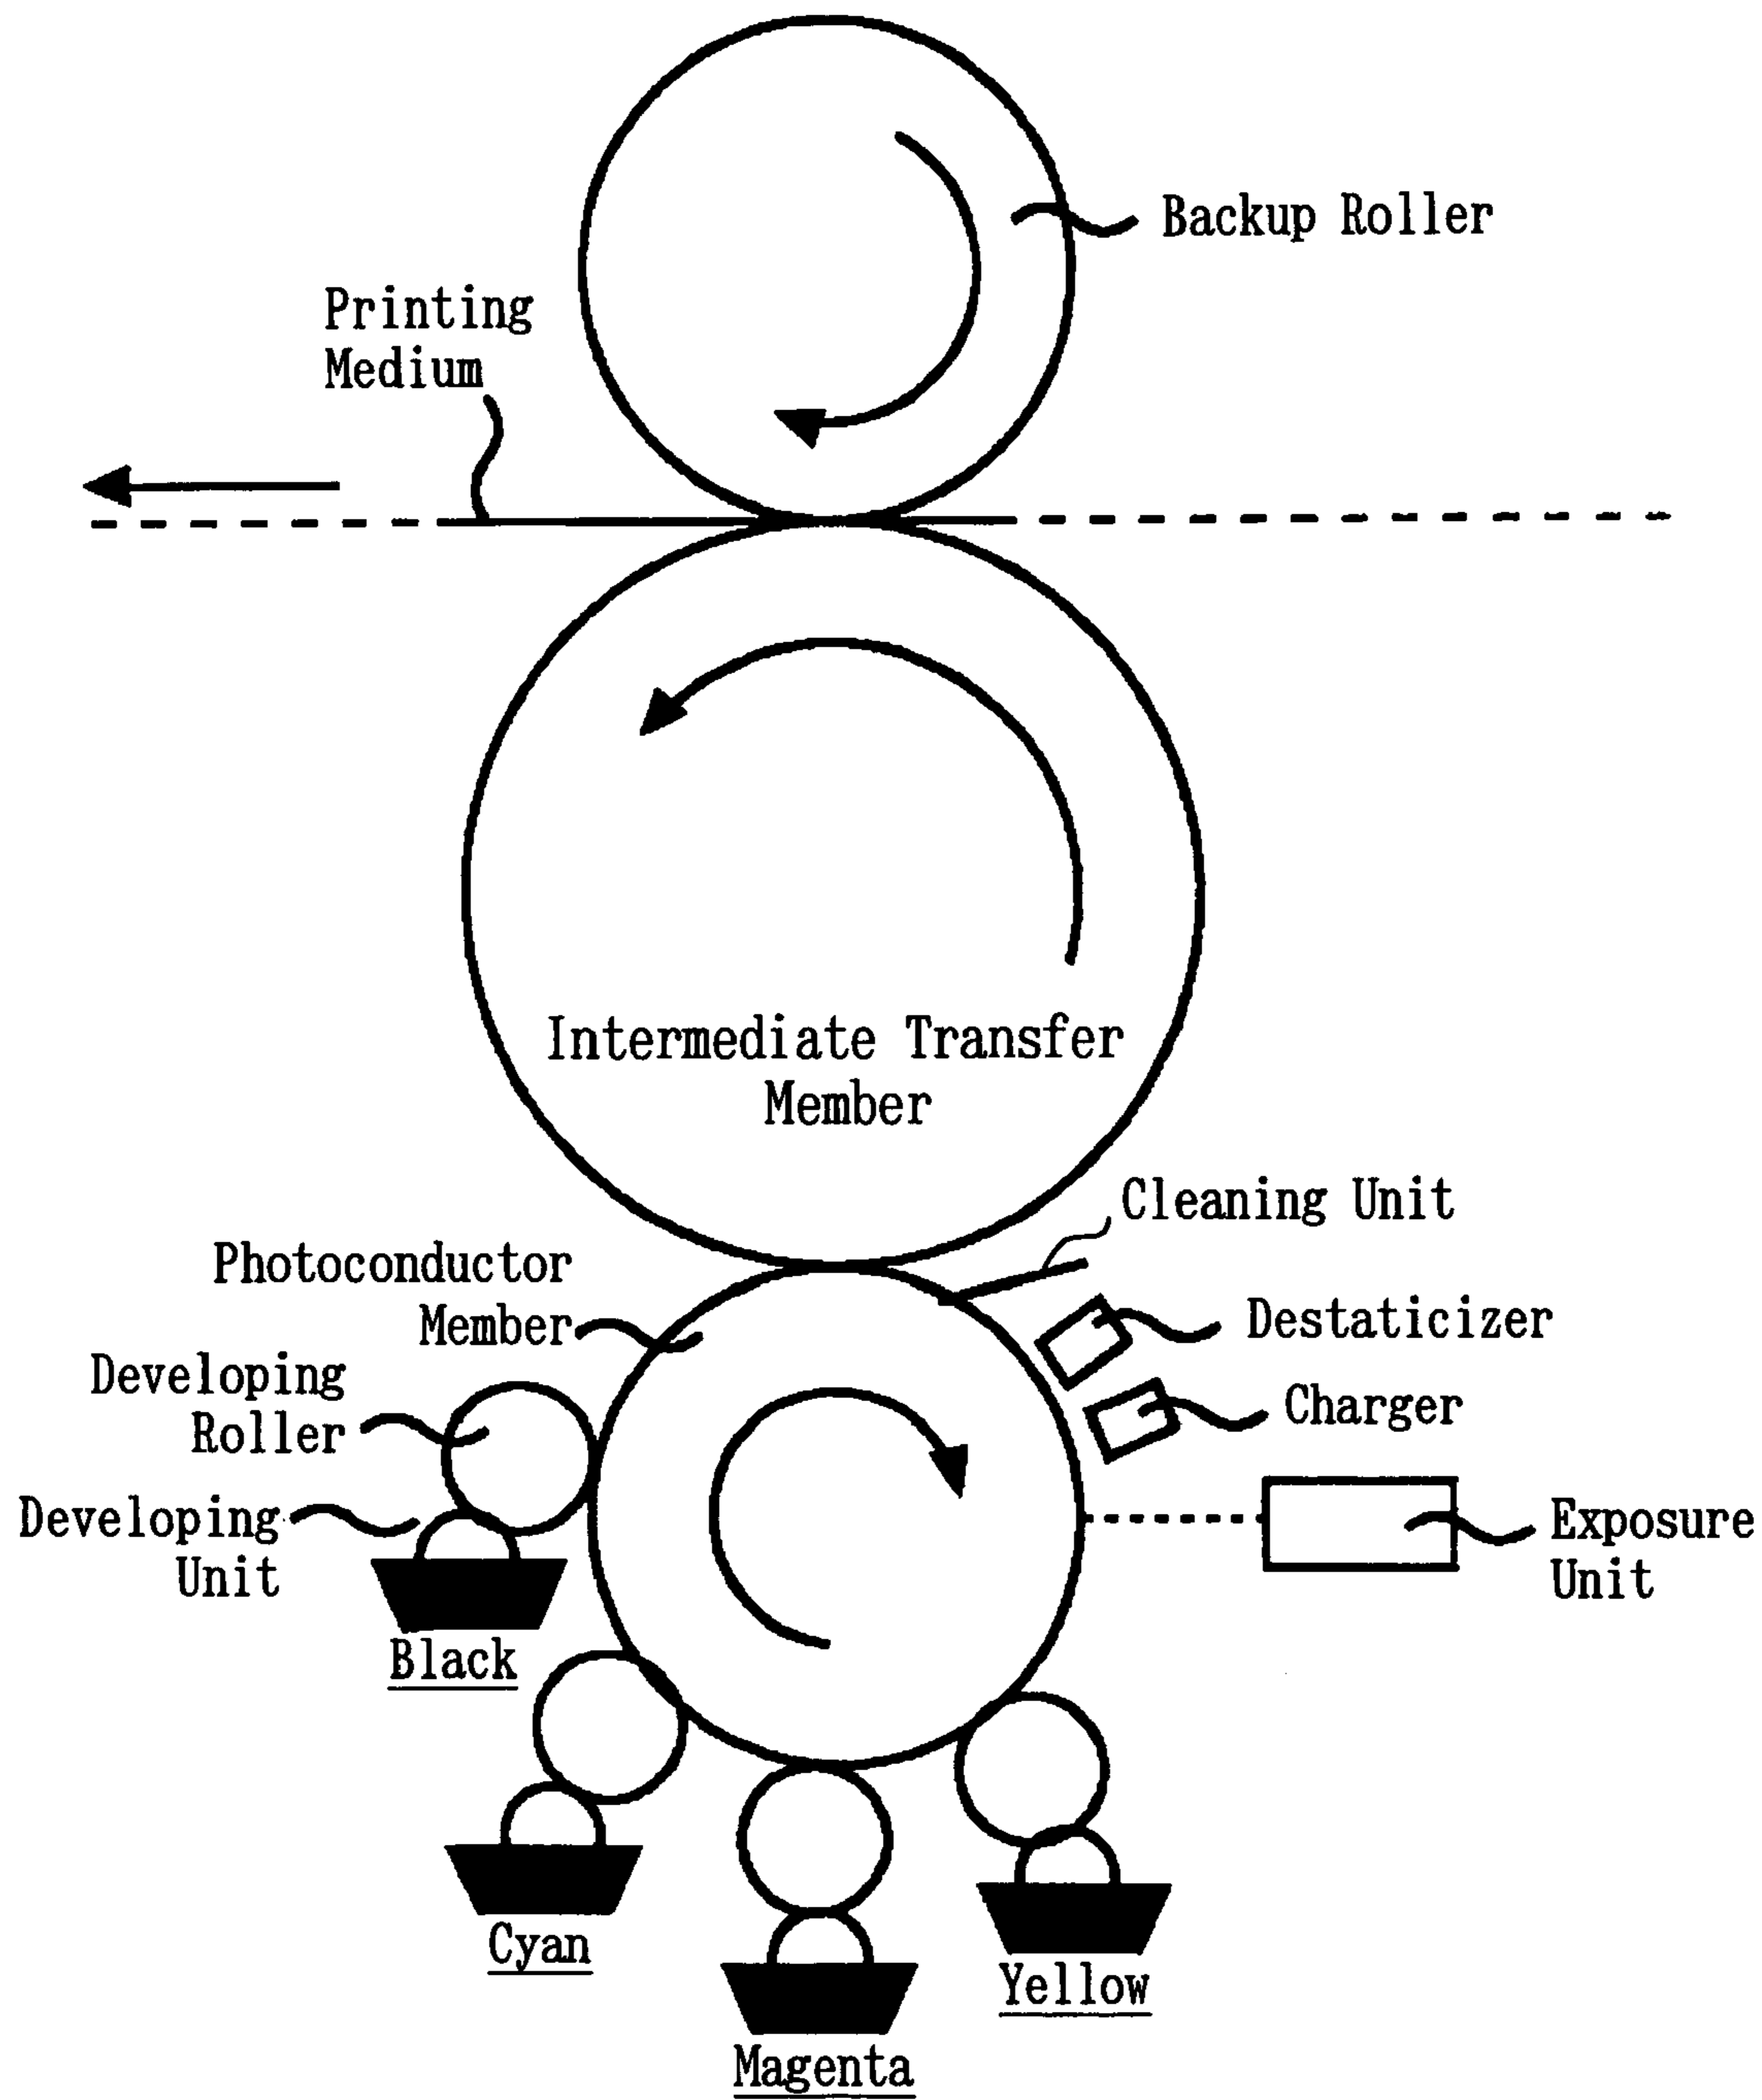 Backup Roller
Printing
Medium
Intermediate Transfer
Member
Cleaning Unit
Photoconductor
Member
Destaticizer
Developing
Roller
Charger
Developing
Unit
Exposure
Unit
Black
Cyan
Yellow
Magenta